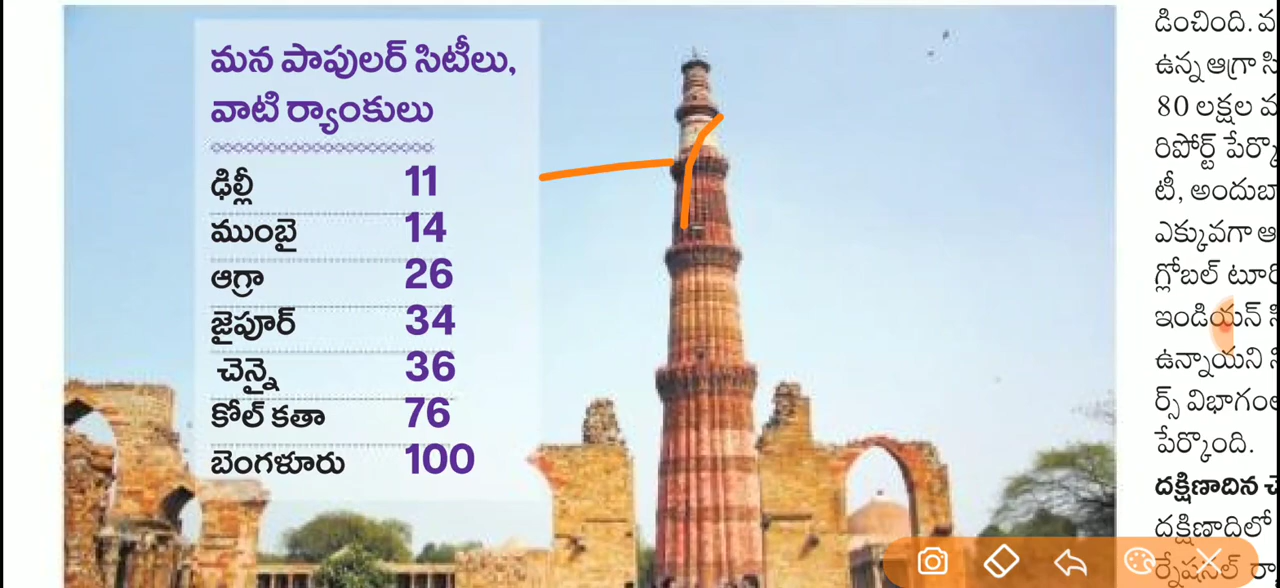 మన పాపులర్ సిటీలు,
వాటి ర్యాంకులు
ఢిల్లీ 11
ముంబై 14
ఆగ్రా 26
జైపూర్ 34
చెన్నై 36
కోల్ కతా 76
బెంగళూరు 100
డించింది.
ఉన్న ఆగ్రా
80 లక్షల
రిపోర్ట్
టీ,
ఎక్కువగా
గ్లోబల్
ఇండియన్
ఉన్నాయని
ర్స్
పేర్కొంది.
దక్షిణాదిన
దక్షిణాదిలో